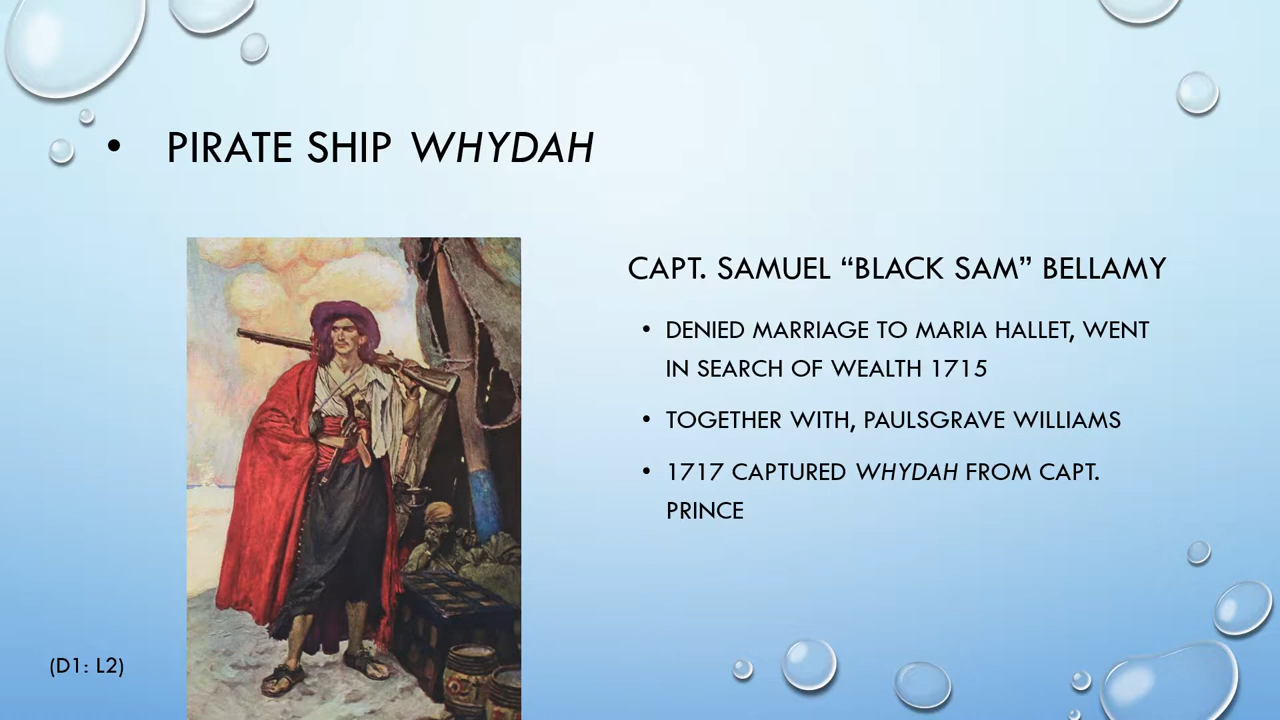 • PIRATE SHIP WHYDAH
CAPT. SAMUEL “BLACK SAM” BELLAMY
• DENIED MARRIAGE TO MARIA HALLET, WENT
IN SEARCH OF WEALTH 1715
• TOGETHER WITH, PAULSGRAVE WILLIAMS
• 1717 CAPTURED WHYDAH FROM CAPT.
PRINCE
(D1: L2)